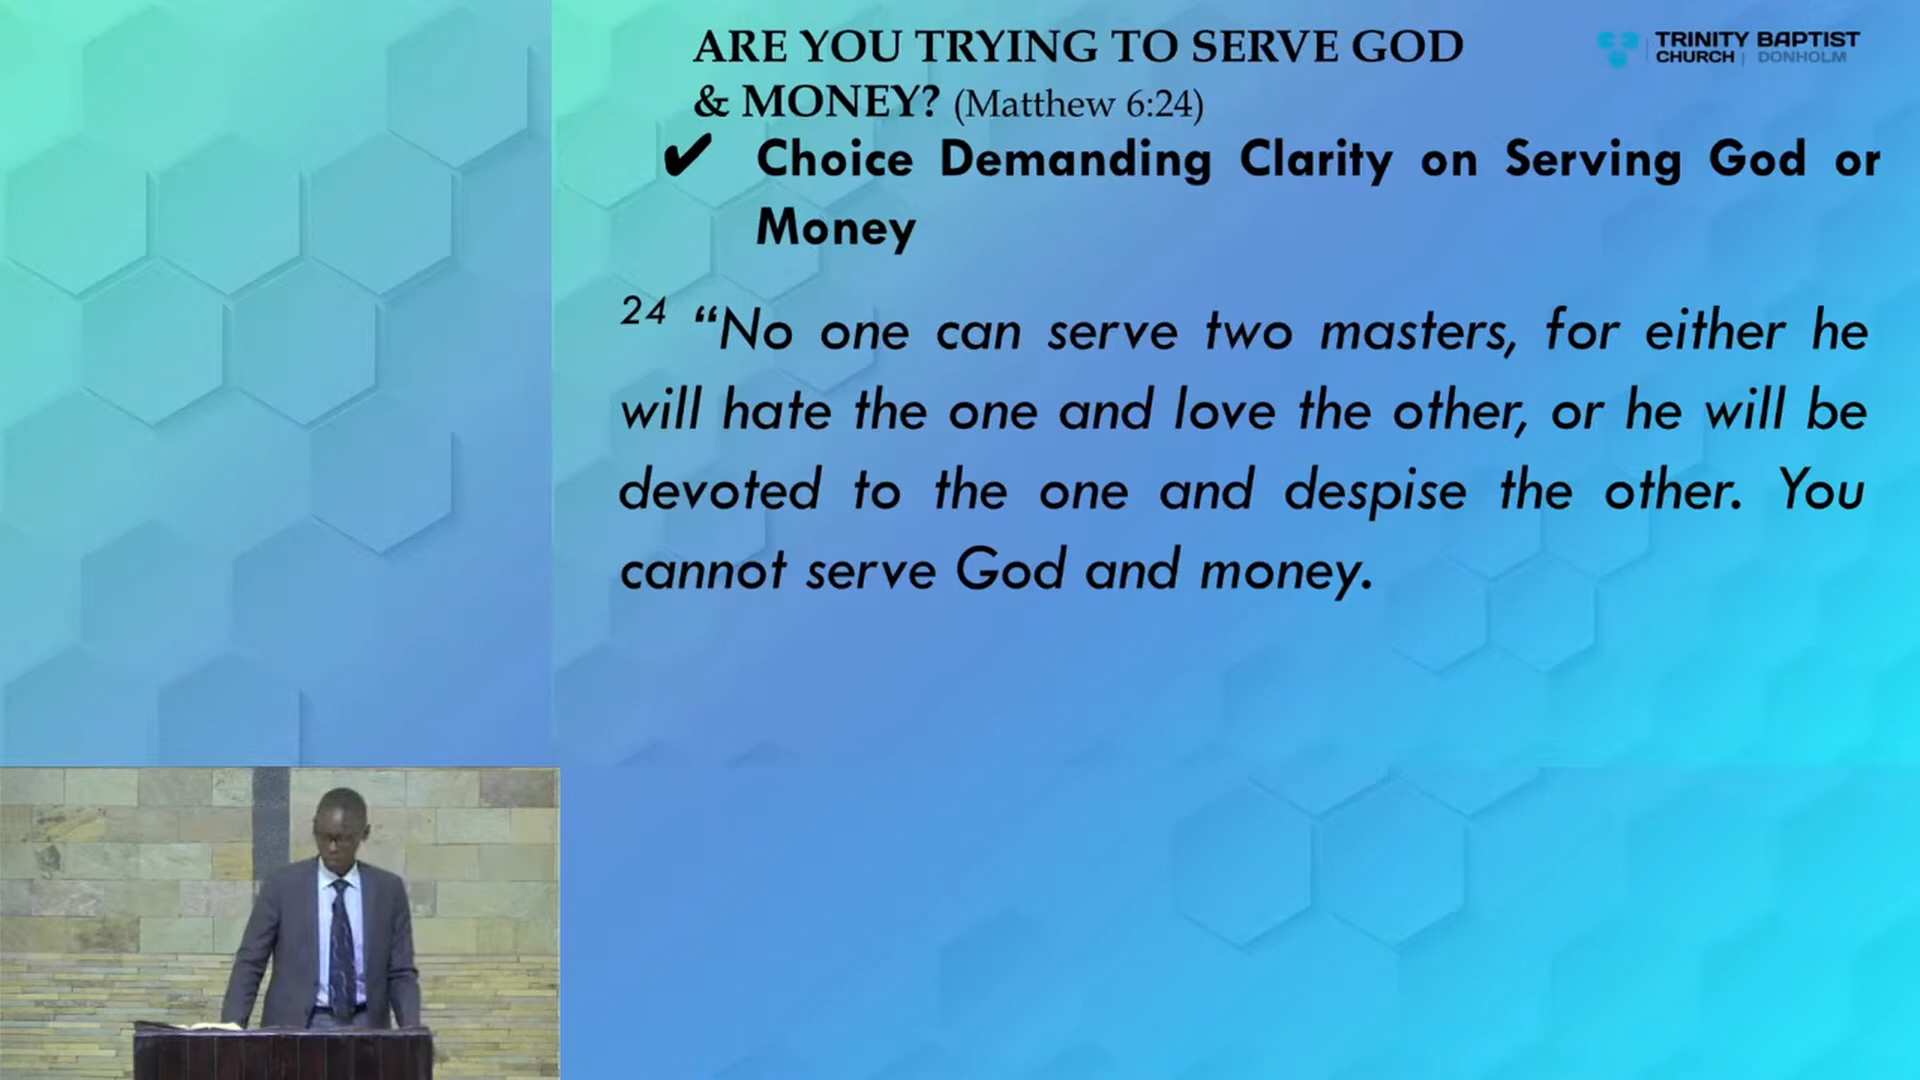 ARE YOU TRYING TO SERVE GOD
& MONEY? (Matthew 6:24)
TRINITY BAPTIST
CHURCH | DONHOLM
✔ Choice Demanding Clarity on Serving God or
Money
24 “No one can serve two masters, for either he
will hate the one and love the other, or he will be
devoted to the one and despise the other. You
cannot serve God and money.